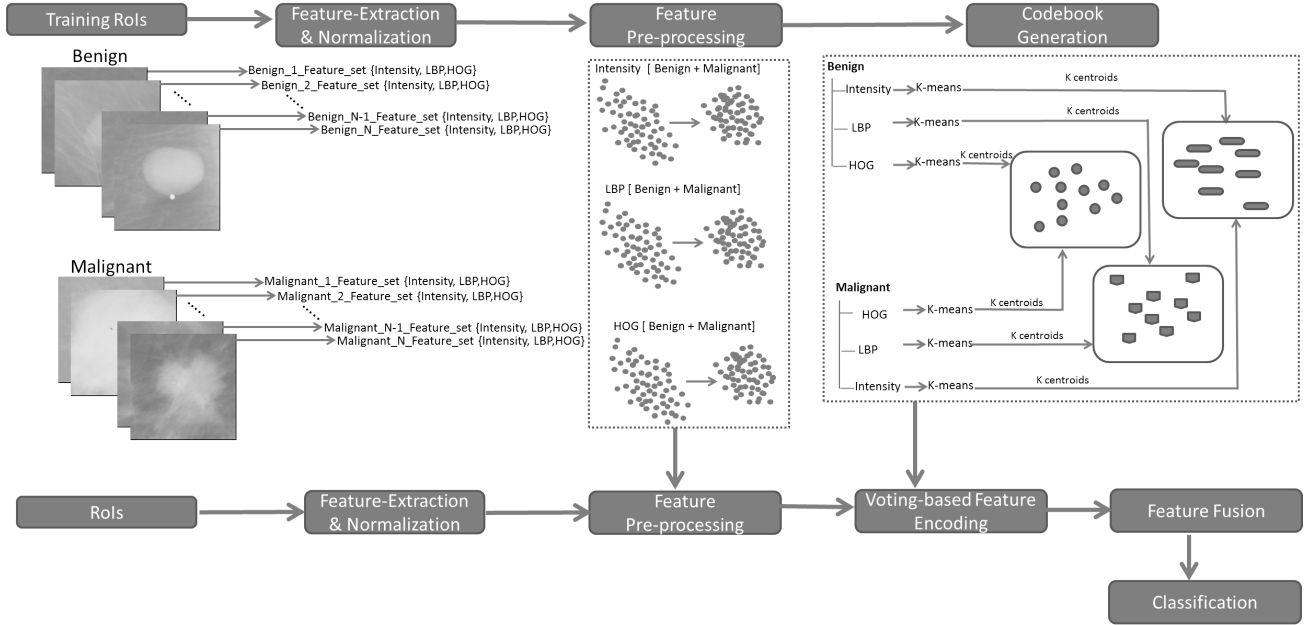 Training RoIs
Feature-Extraction
& Normalization
Feature
Pre-processing
Codebook
Generation
Benign
Benign_1_Feature_set {Intensity, LBP,HOG}
Benign_2_Feature_set {Intensity, LBP,HOG}
Benign_N-1_Feature_set {Intensity, LBP,HOG}
Benign_N_Feature_set {Intensity, LBP,HOG}
Malignant
Malignant_1_Feature_set {Intensity, LBP,HOG}
Malignant_2_Feature_set {Intensity, LBP,HOG}
Malignant_N-1_Feature_set {Intensity, LBP,HOG}
Malignant_N_Feature_set {Intensity, LBP,HOG}
Intensity [ Benign + Malignant]
LBP [ Benign + Malignant]
HOG [ Benign + Malignant]
Benign
Intensity K-means K centroids
LBP K-means K centroids
HOG K-means K centroids
Malignant
HOG K-means K centroids
LBP K-means K centroids
Intensity K-means K centroids
RoIs
Feature-Extraction
& Normalization
Feature
Pre-processing
Voting-based Feature
Encoding
Feature Fusion
Classification